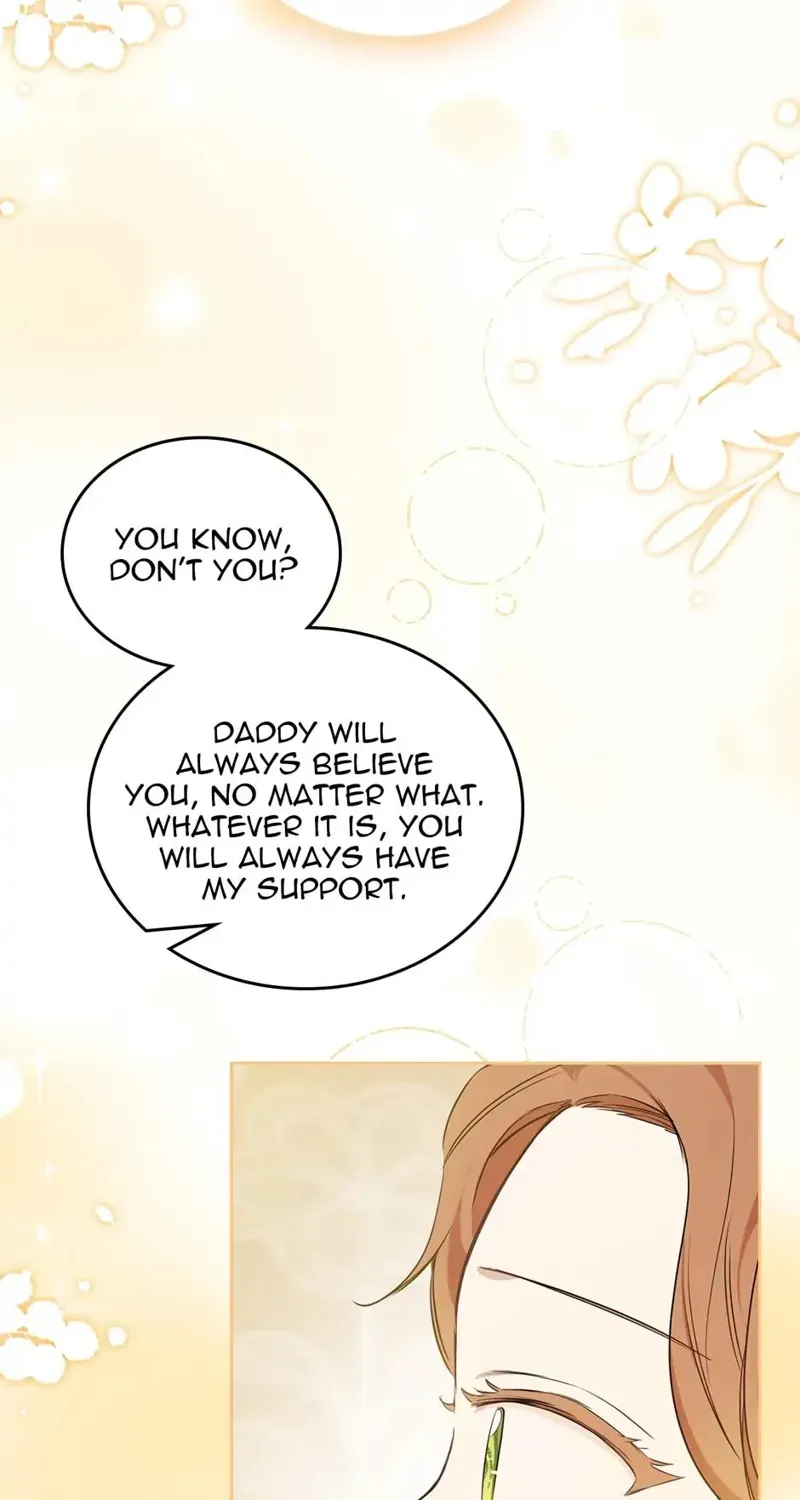 YOU KNOW,
DON'T YOU?
DADDY WILL
ALWAYS BELIEVE
YOU, NO MATTER WHAT.
WHATEVER IT IS, YOU
WILL ALWAYS HAVE
MY SUPPORT.